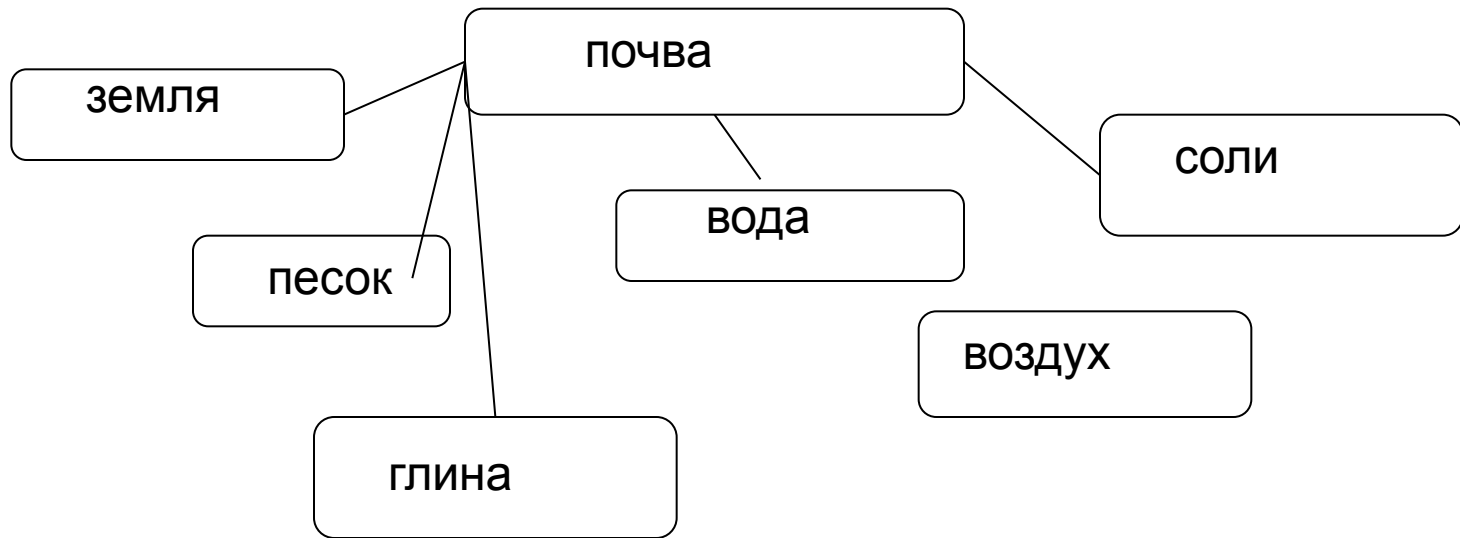 почва
земля
соли
вода
песок
воздух
глина